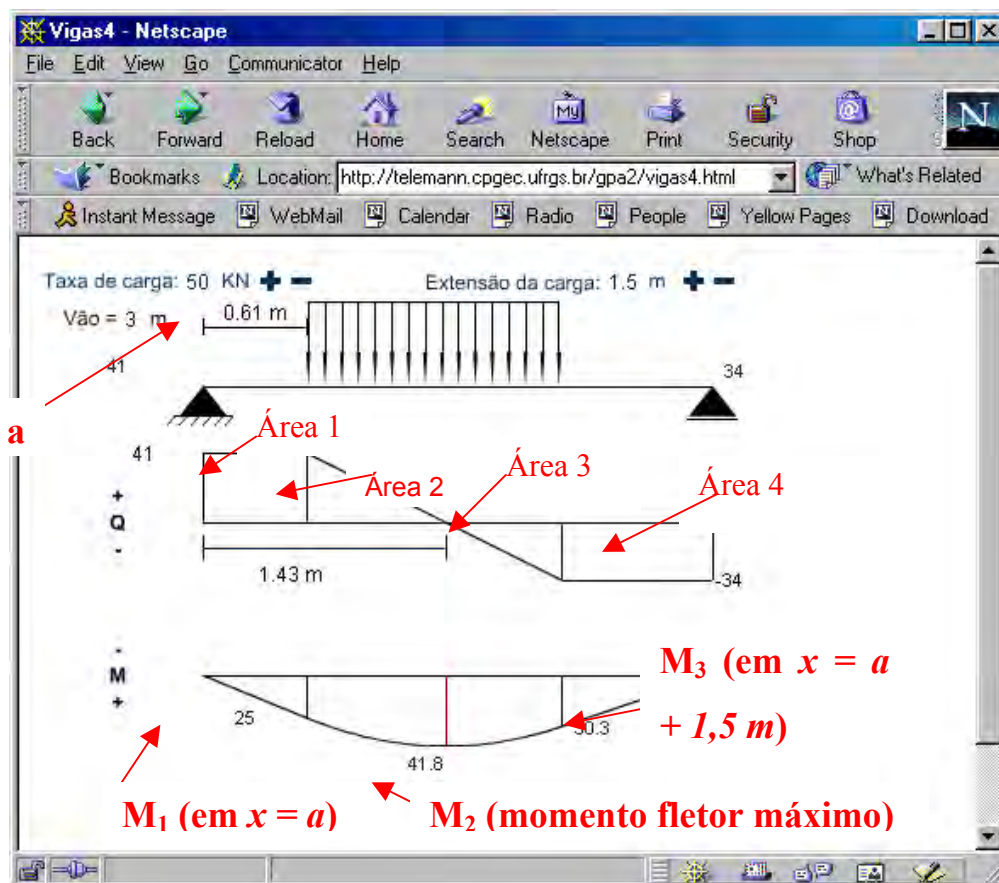 Vigas4 - Netscape
File Edit View Go Communicator Help
Back Forward Reload Home Search Netscape Print Security Shop
My
N
Bookmarks Location: http://telemann.cpgec.ufrgs.br/gpa2/vigas4.html What's Related
Instant Message WebMail Calendar Radio People Yellow Pages Download
Taxa de carga: 50 KN + - Extensão da carga: 1.5 m + -
Vão = 3 m 0.61 m
41 34
a
Área 1
41 Área 2 Área 3 Área 4
+
Q
-
1.43 m -34
-
M
+
M3 (em x = a
+ 1,5 m)
25 30.3
41.8
M1 (em x = a) M2 (momento fletor máximo)